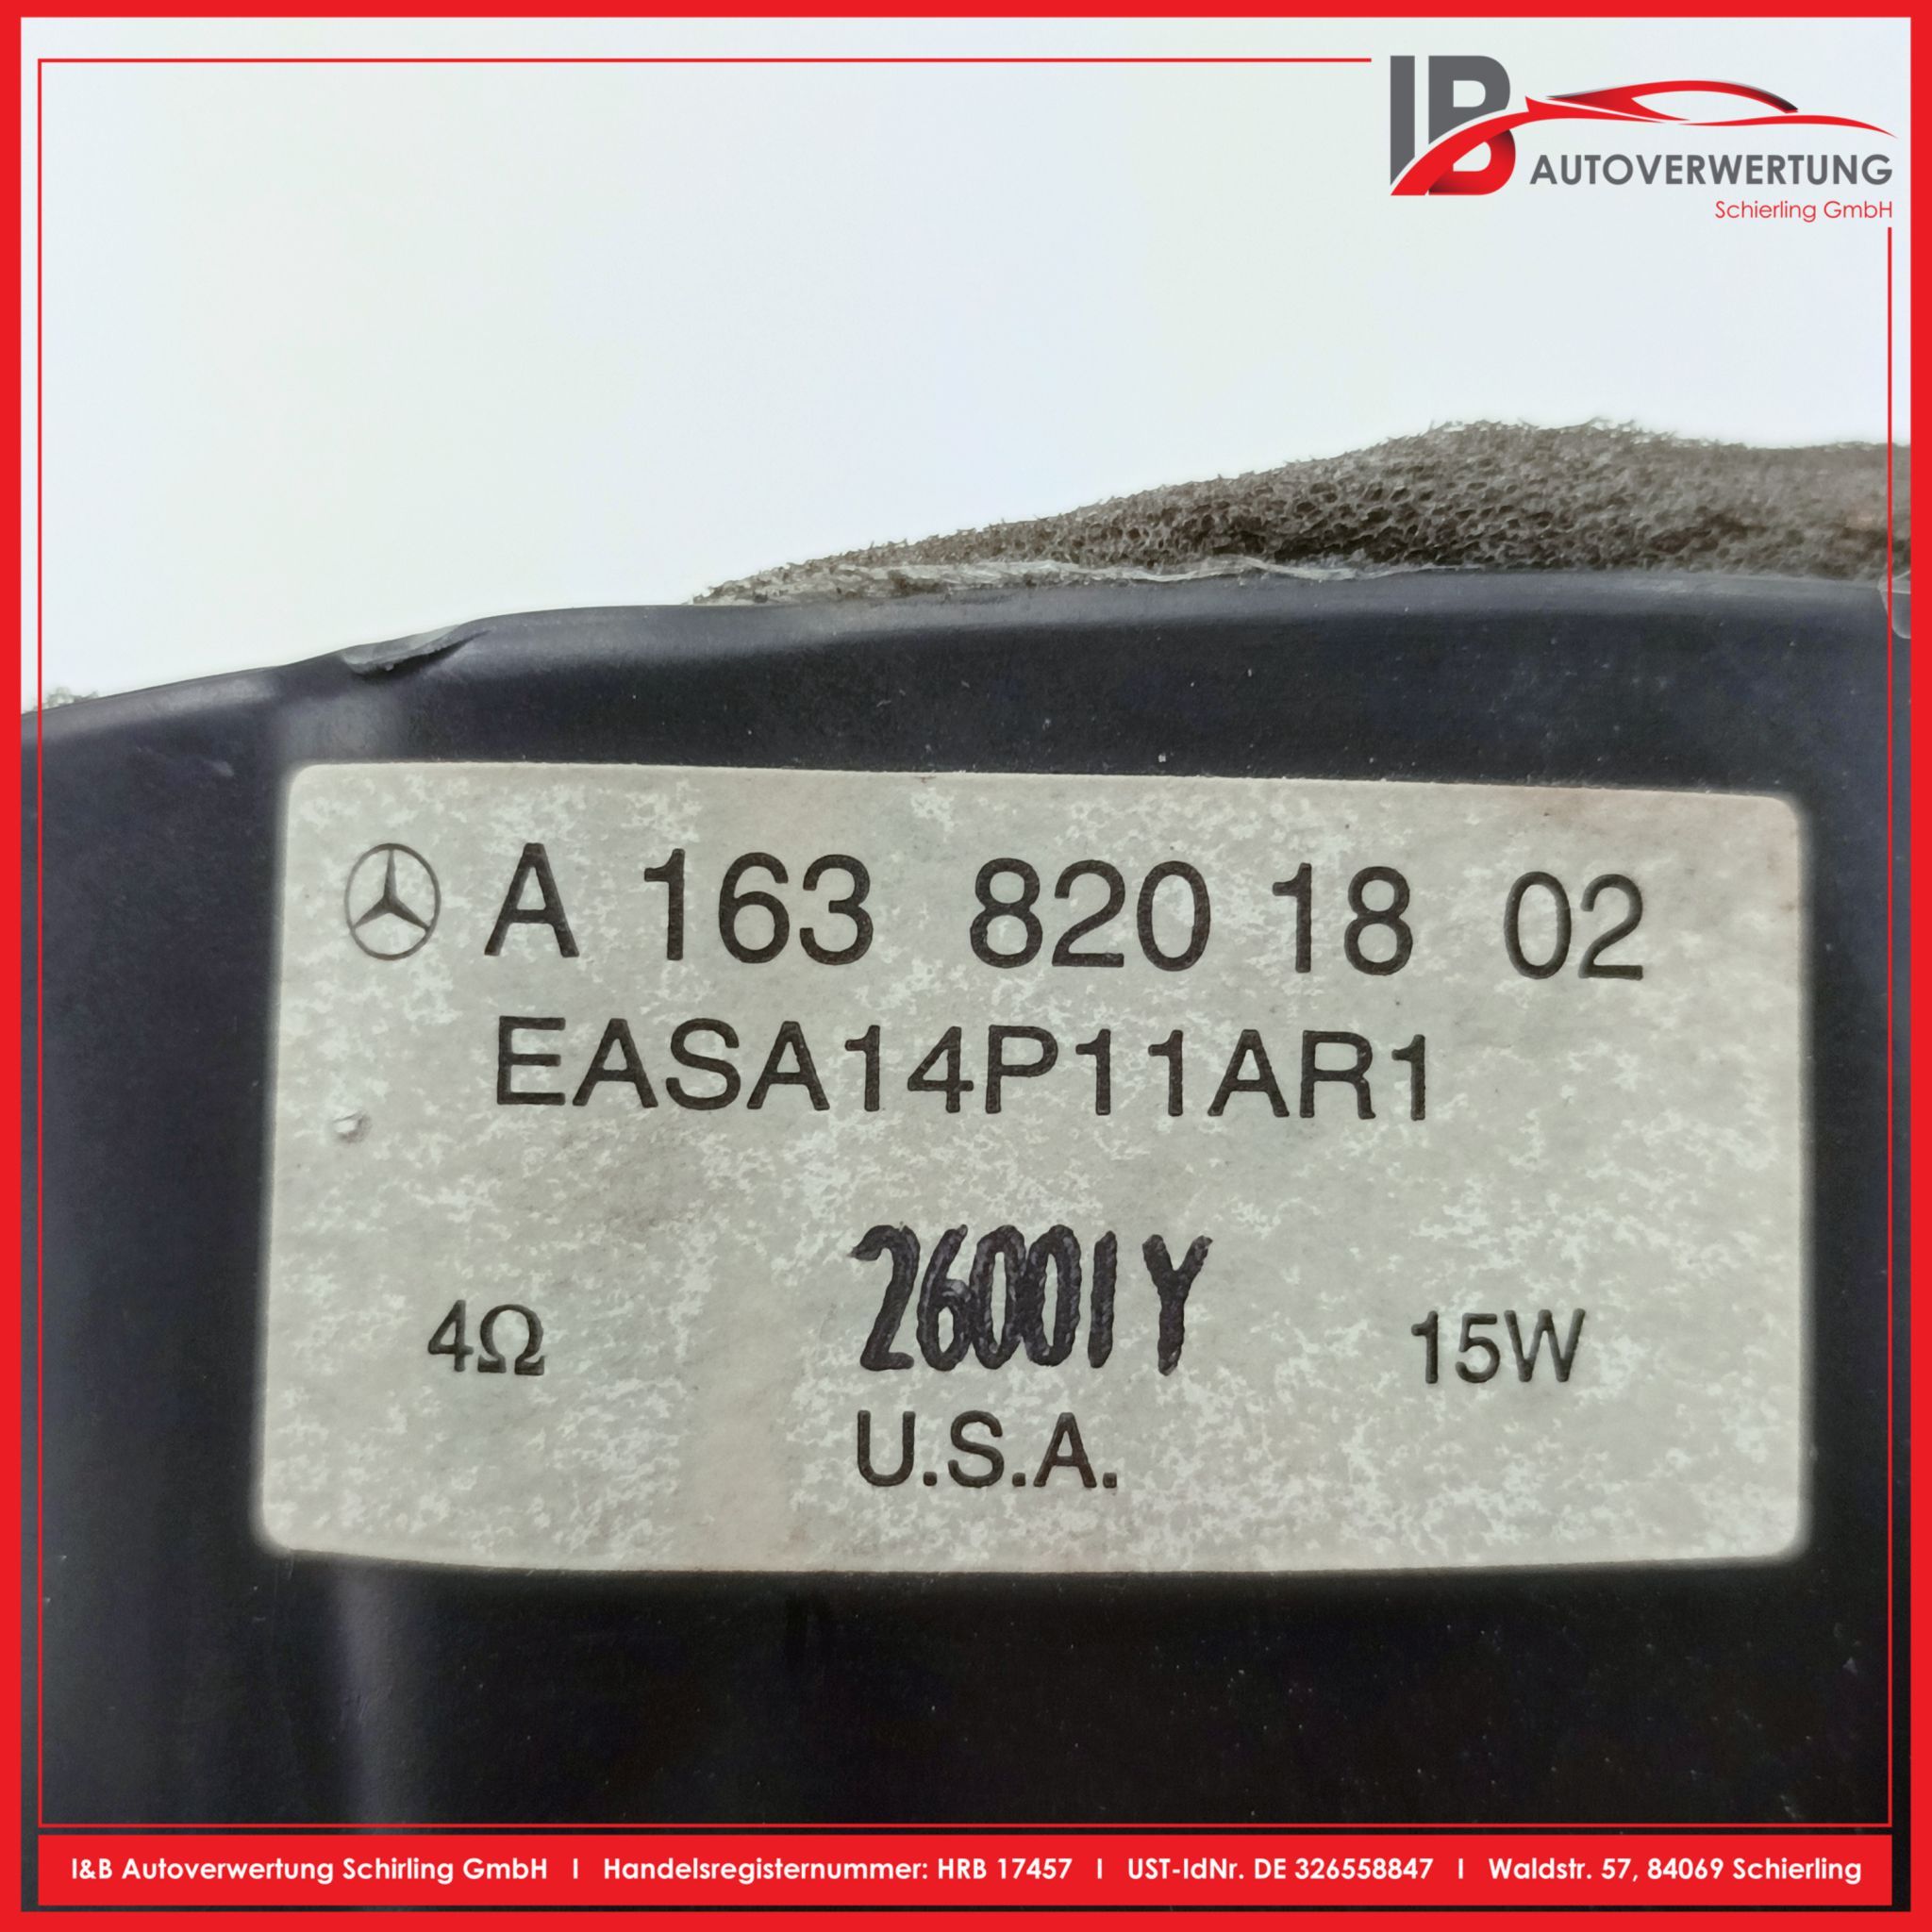 IB AUTOVERWERTUNG
Schierling GmbH
A 163 820 18 02
EASA14P11AR1
26001Y
4Ω 15W
U.S.A.
I&B Autoverwertung Schirling GmbH I Handelsregisternummer: HRB 17457 I UST-IdNr. DE 326558847 I Waldstr. 57, 84069 Schierling